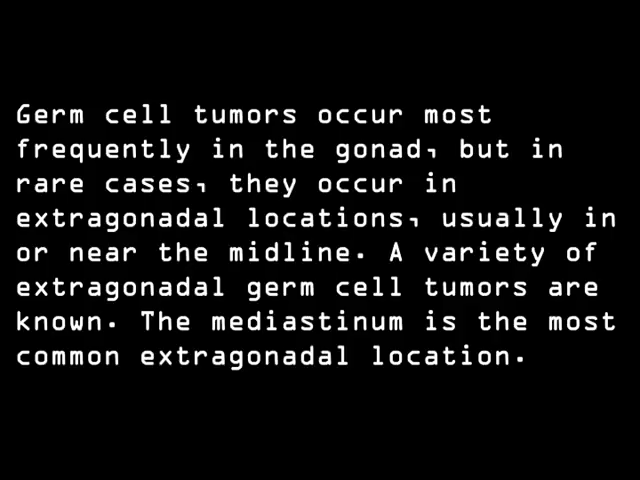 Germ cell tumors occur most
frequently in the gonad, but in
rare cases, they occur in
extragonadal locations, usually in
or near the midline. A variety of
extragonadal germ cell tumors are
known. The mediastinum is the most
common extragonadal location.